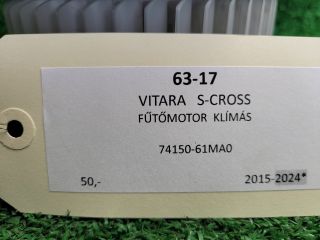 63-17
VITARA S-CROSS
FŰTŐMOTOR KLÍMÁS
74150-61MA0
50,- 2015-2024*